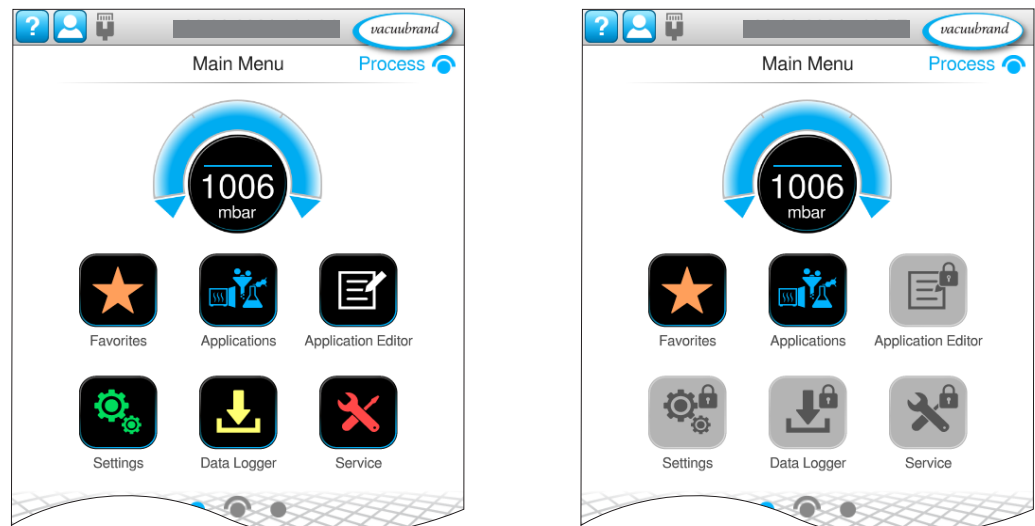 ? vacuubrand
Main Menu Process
1006
mbar
Favorites Applications Application Editor
Settings Data Logger Service
? vacuubrand
Main Menu Process
1006
mbar
Favorites Applications Application Editor
Settings Data Logger Service